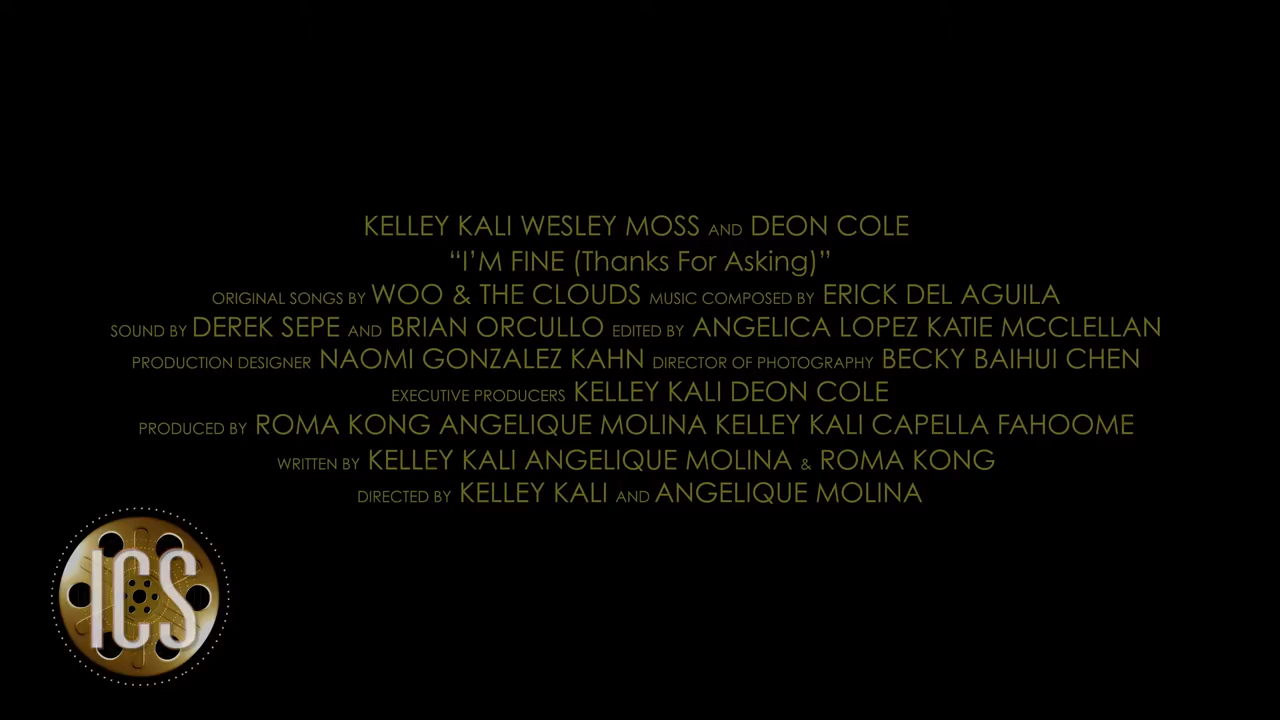 KELLEY KALI WESLEY MOSS AND DEON COLE
“I’M FINE (Thanks For Asking)”
ORIGINAL SONGS BY WOO & THE CLOUDS MUSIC COMPOSED BY ERICK DEL AGUILA
SOUND BY DEREK SEPE AND BRIAN ORCULLO EDITED BY ANGELICA LOPEZ KATIE MCCLELLAN
PRODUCTION DESIGNER NAOMI GONZALEZ KAHN DIRECTOR OF PHOTOGRAPHY BECKY BAIHUI CHEN
EXECUTIVE PRODUCERS KELLEY KALI DEON COLE
PRODUCED BY ROMA KONG ANGELIQUE MOLINA KELLEY KALI CAPELLA FAHOOME
WRITTEN BY KELLEY KALI ANGELIQUE MOLINA & ROMA KONG
DIRECTED BY KELLEY KALI AND ANGELIQUE MOLINA
ICS